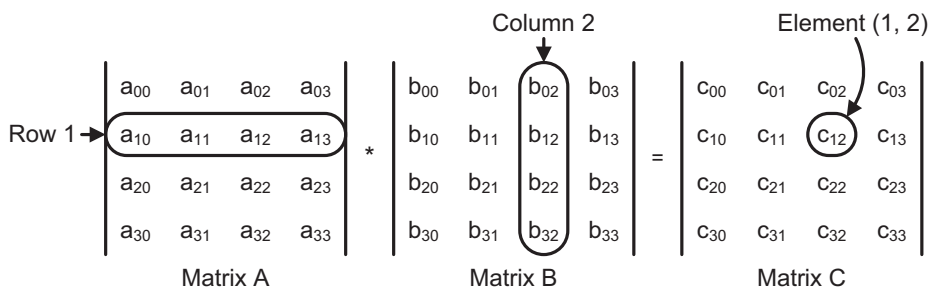 Column 2 Element (1, 2)
a₀₀ a₀₁ a₀₂ a₀₃ b₀₀ b₀₁ b₀₂ b₀₃ c₀₀ c₀₁ c₀₂ c₀₃
Row 1 a₁₀ a₁₁ a₁₂ a₁₃ * b₁₀ b₁₁ b₁₂ b₁₃ = c₁₀ c₁₁ c₁₂ c₁₃
a₂₀ a₂₁ a₂₂ a₂₃ b₂₀ b₂₁ b₂₂ b₂₃ c₂₀ c₂₁ c₂₂ c₂₃
a₃₀ a₃₁ a₃₂ a₃₃ b₃₀ b₃₁ b₃₂ b₃₃ c₃₀ c₃₁ c₃₂ c₃₃
Matrix A Matrix B Matrix C